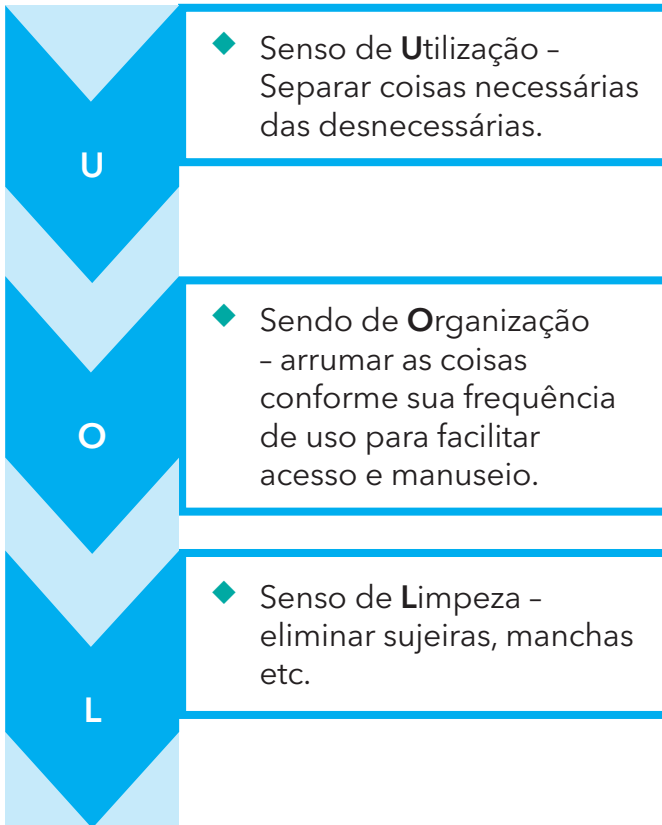 U
◆ Senso de Utilização –
Separar coisas necessárias
das desnecessárias.
O
◆ Sendo de Organização
– arrumar as coisas
conforme sua frequência
de uso para facilitar
acesso e manuseio.
L
◆ Senso de Limpeza –
eliminar sujeiras, manchas
etc.